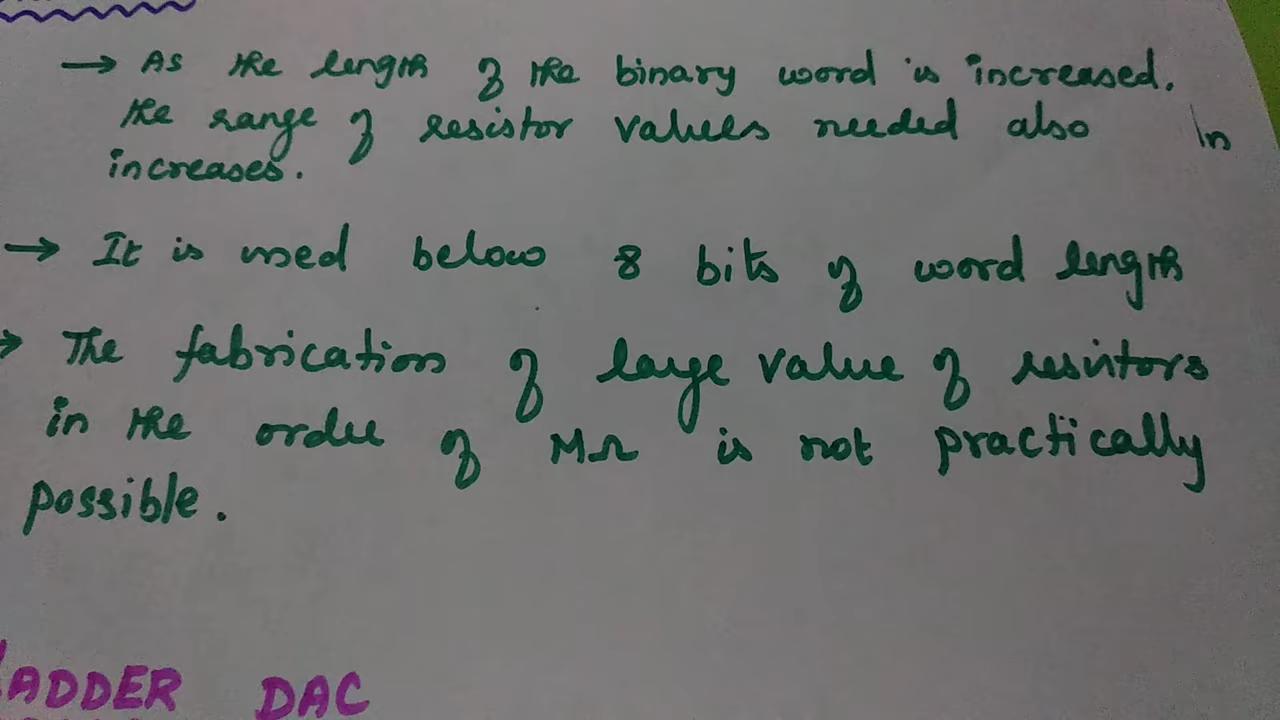 → As the length of the binary word is increased.
the range of resistor values needed also In
increases.
→ It is used below 8 bits of word length
→ The fabrication of large value of resistors
in the order of MΩ is not practically
possible.
LADDER DAC